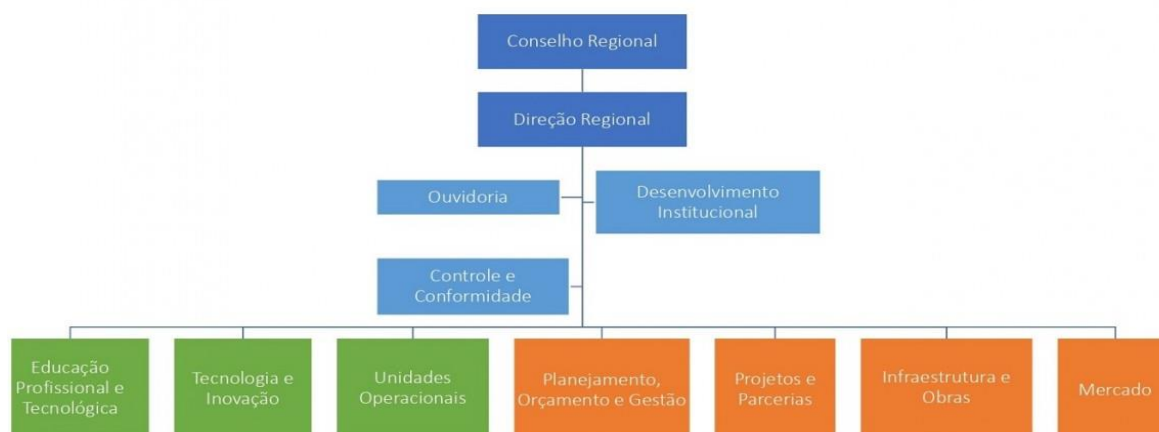 Conselho Regional
Direção Regional
Ouvidoria
Desenvolvimento
Institucional
Controle e
Conformidade
Educação
Profissional e
Tecnológica
Tecnologia e
Inovação
Unidades
Operacionais
Planejamento,
Orçamento e Gestão
Projetos e
Parcerias
Infraestrutura e
Obras
Mercado